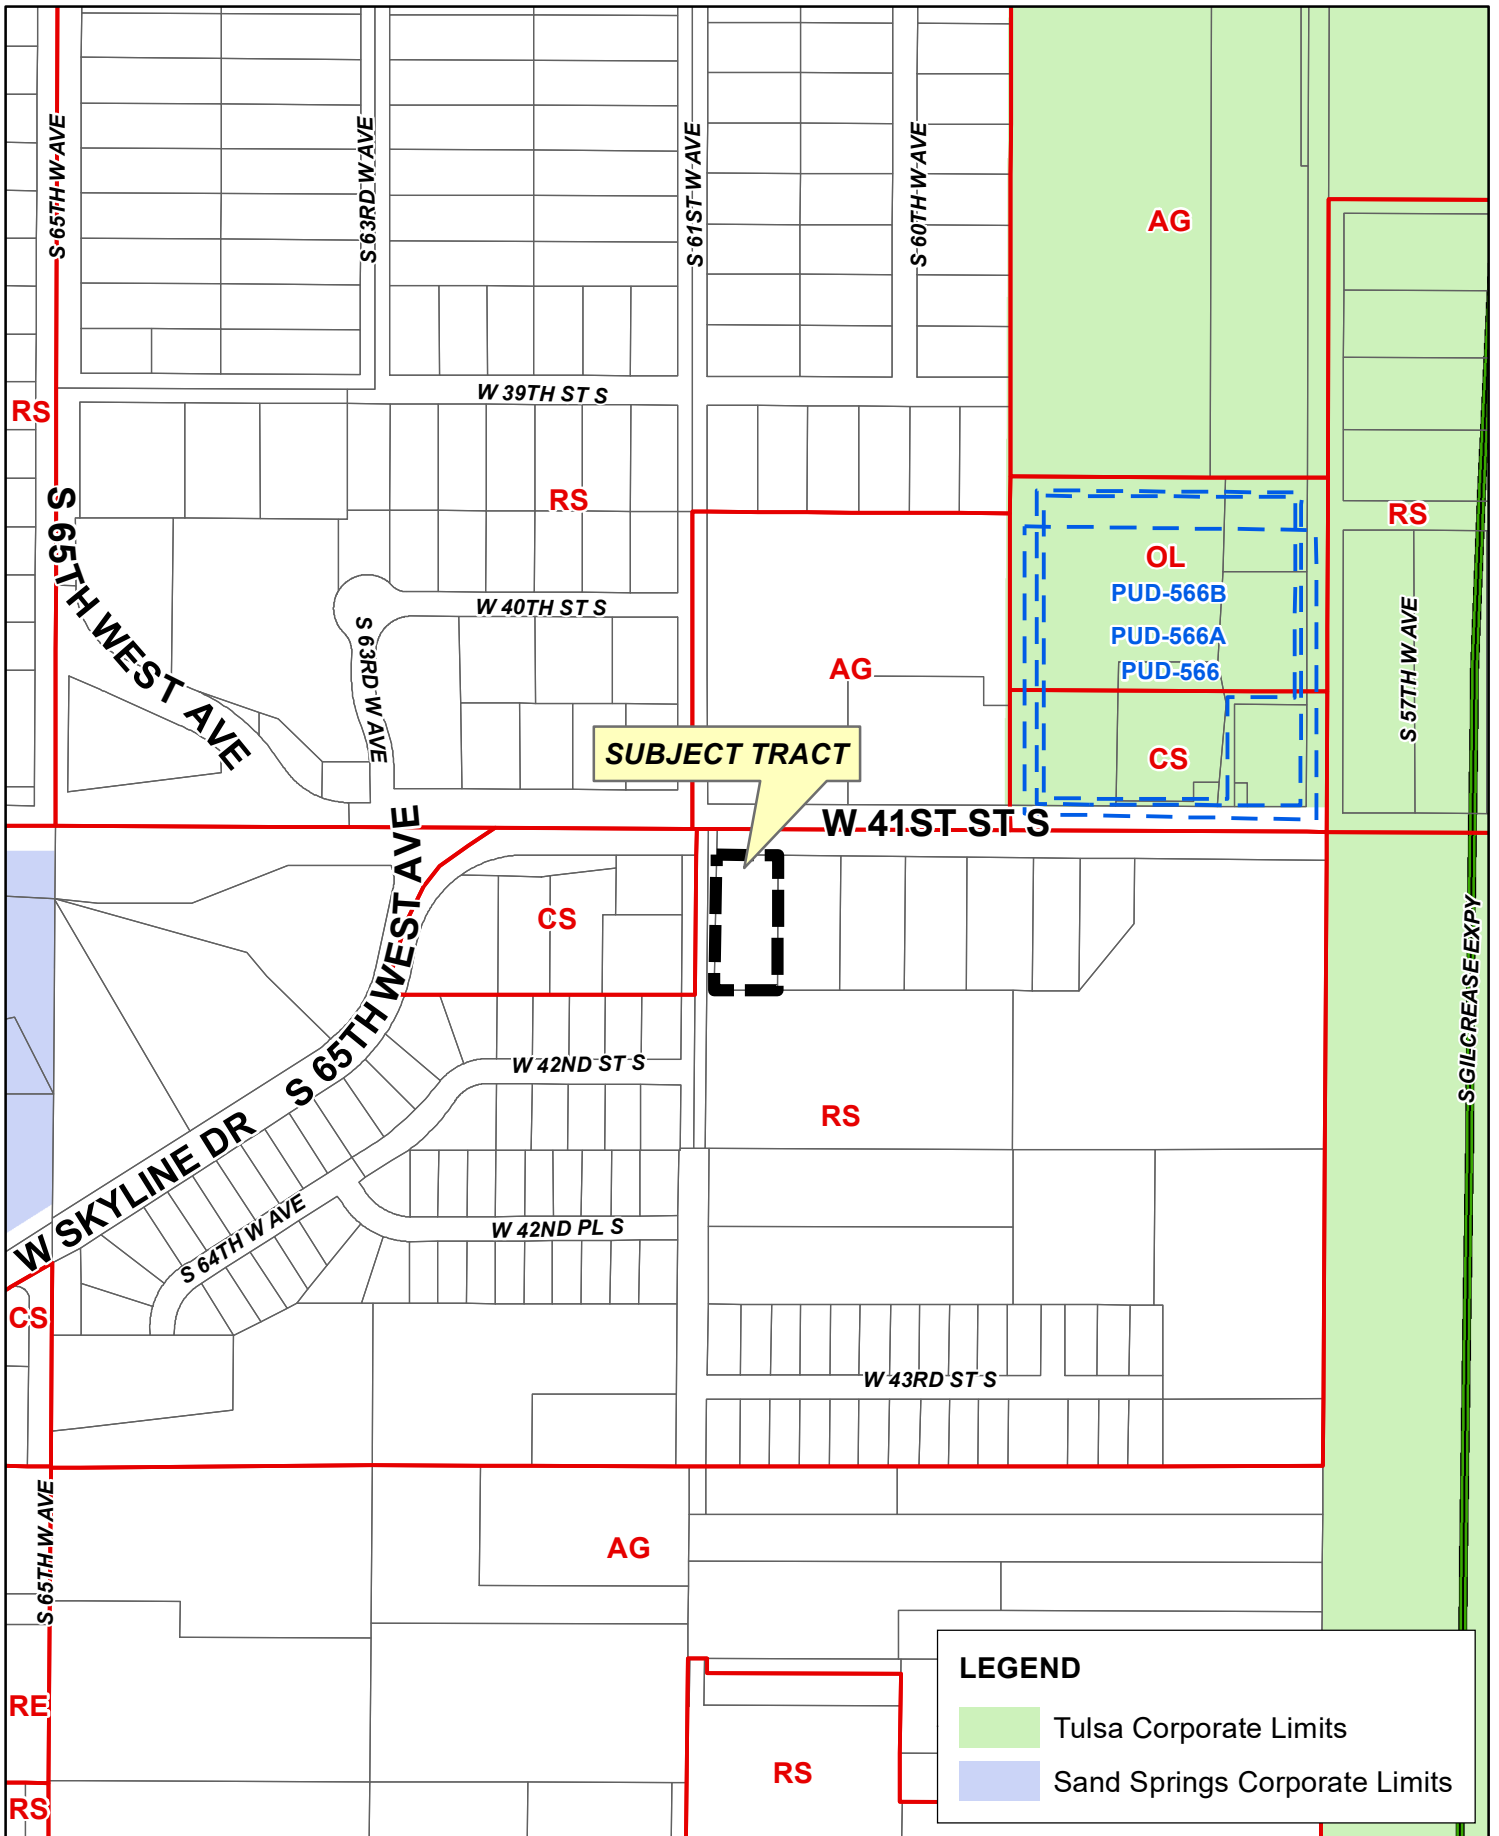 S 65TH W AVE
S 63RD W AVE
S 61ST W AVE
S 60TH W AVE
AG
W 39TH ST S
RS
RS
RS
S 65TH WEST AVE
OL
PUD-566B
PUD-566A
PUD-566
W 40TH ST S
S 63RD W AVE
AG
S 57TH W AVE
SUBJECT TRACT
CS
W 41ST ST S
S 65TH WEST AVE
CS
S GILCREASE EXPY
W 42ND ST S
RS
W SKYLINE DR
S 64TH W AVE
W 42ND PL S
CS
W 43RD ST S
S 65TH W AVE
AG
LEGEND
RE
Tulsa Corporate Limits
RS
Sand Springs Corporate Limits
RS